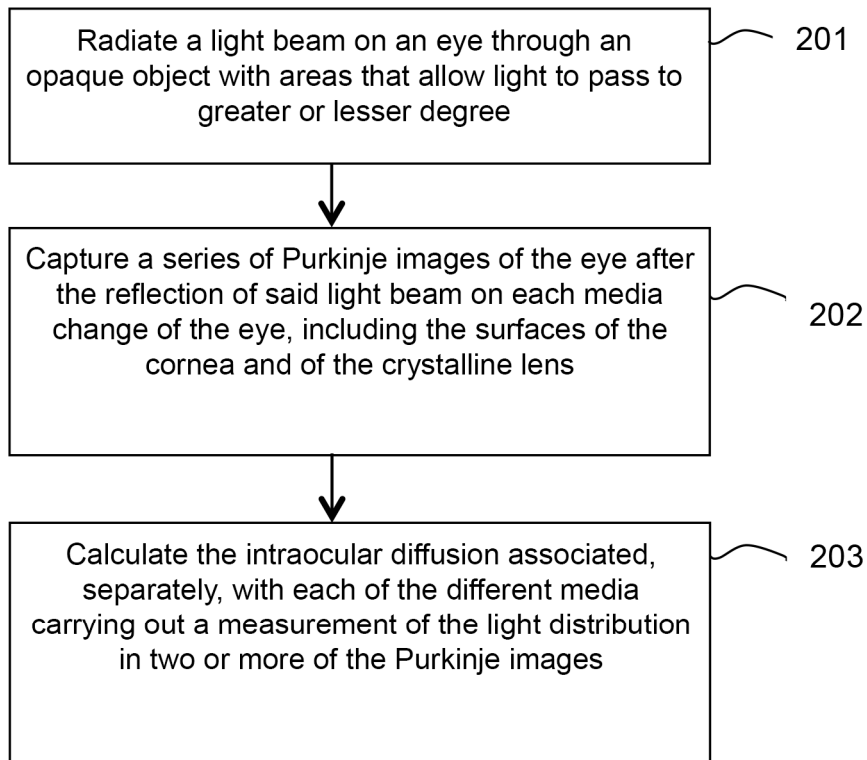 Radiate a light beam on an eye through an
opaque object with areas that allow light to pass to
greater or lesser degree
201
Capture a series of Purkinje images of the eye after
the reflection of said light beam on each media
change of the eye, including the surfaces of the
cornea and of the crystalline lens
202
Calculate the intraocular diffusion associated,
separately, with each of the different media
carrying out a measurement of the light distribution
in two or more of the Purkinje images
203